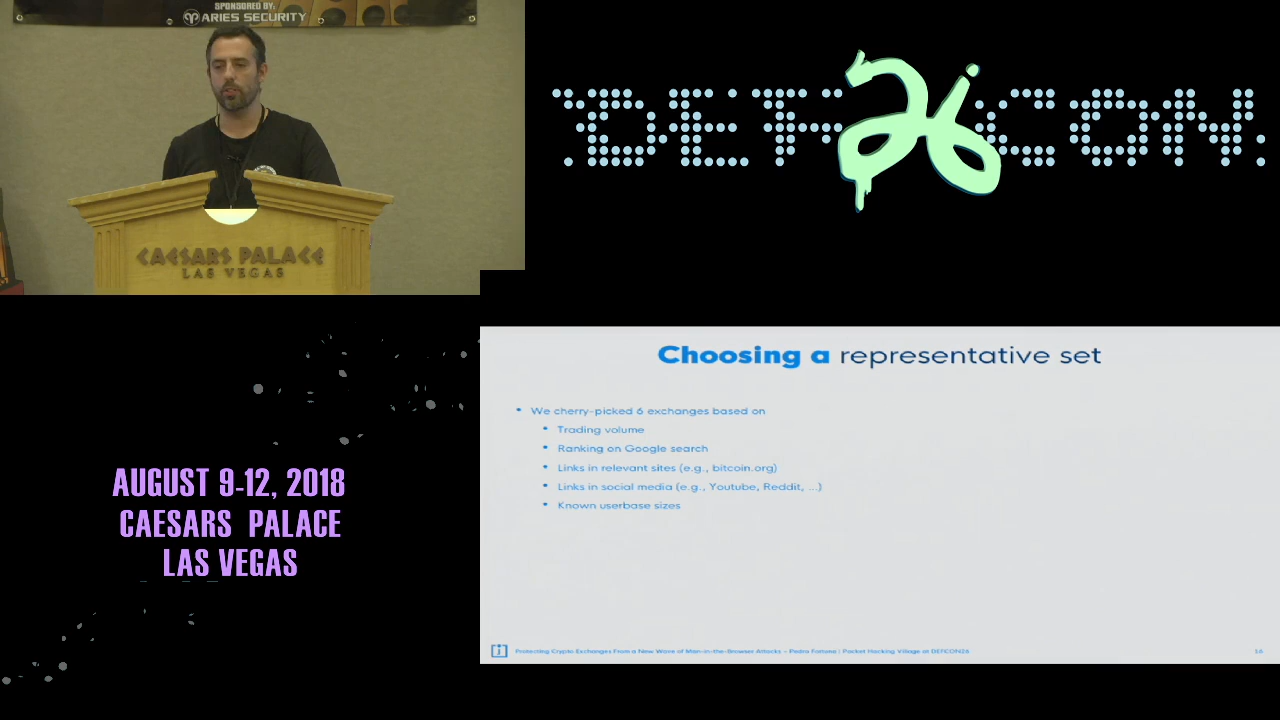 SPONSORED BY:
ARIES SECURITY
CAESARS PALACE
LAS VEGAS
DEF 26 CON
AUGUST 9-12, 2018
CAESARS PALACE
LAS VEGAS
Choosing a representative set
• We cherry-picked 6 exchanges based on
• Trading volume
• Ranking on Google search
• Links in relevant sites (e.g., bitcoin.org)
• Links in social media (e.g., Youtube, Reddit, ...)
• Known userbase sizes
Protecting Crypto Exchanges From a New Wave of Man-in-the-Browser Attacks – Pedro Fortuna | Packet Hacking Village at DEFCON26
16